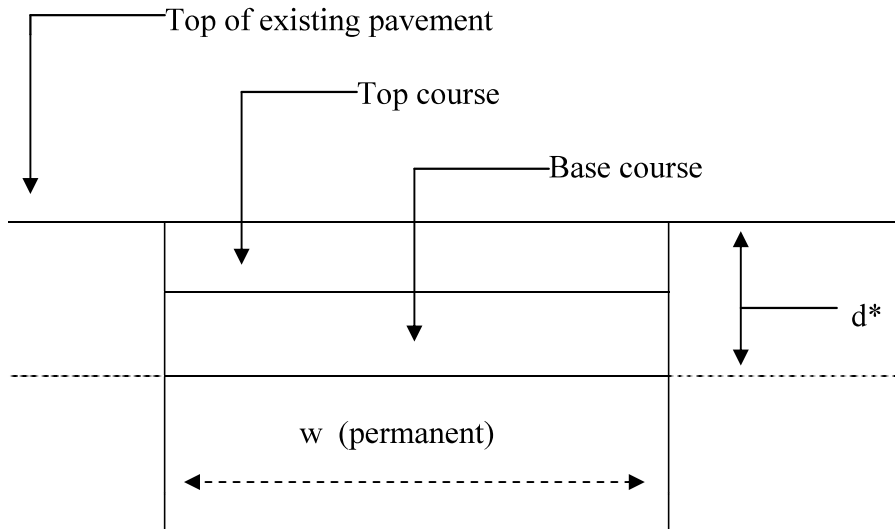 Top of existing pavement
Top course
Base course
d*
w (permanent)